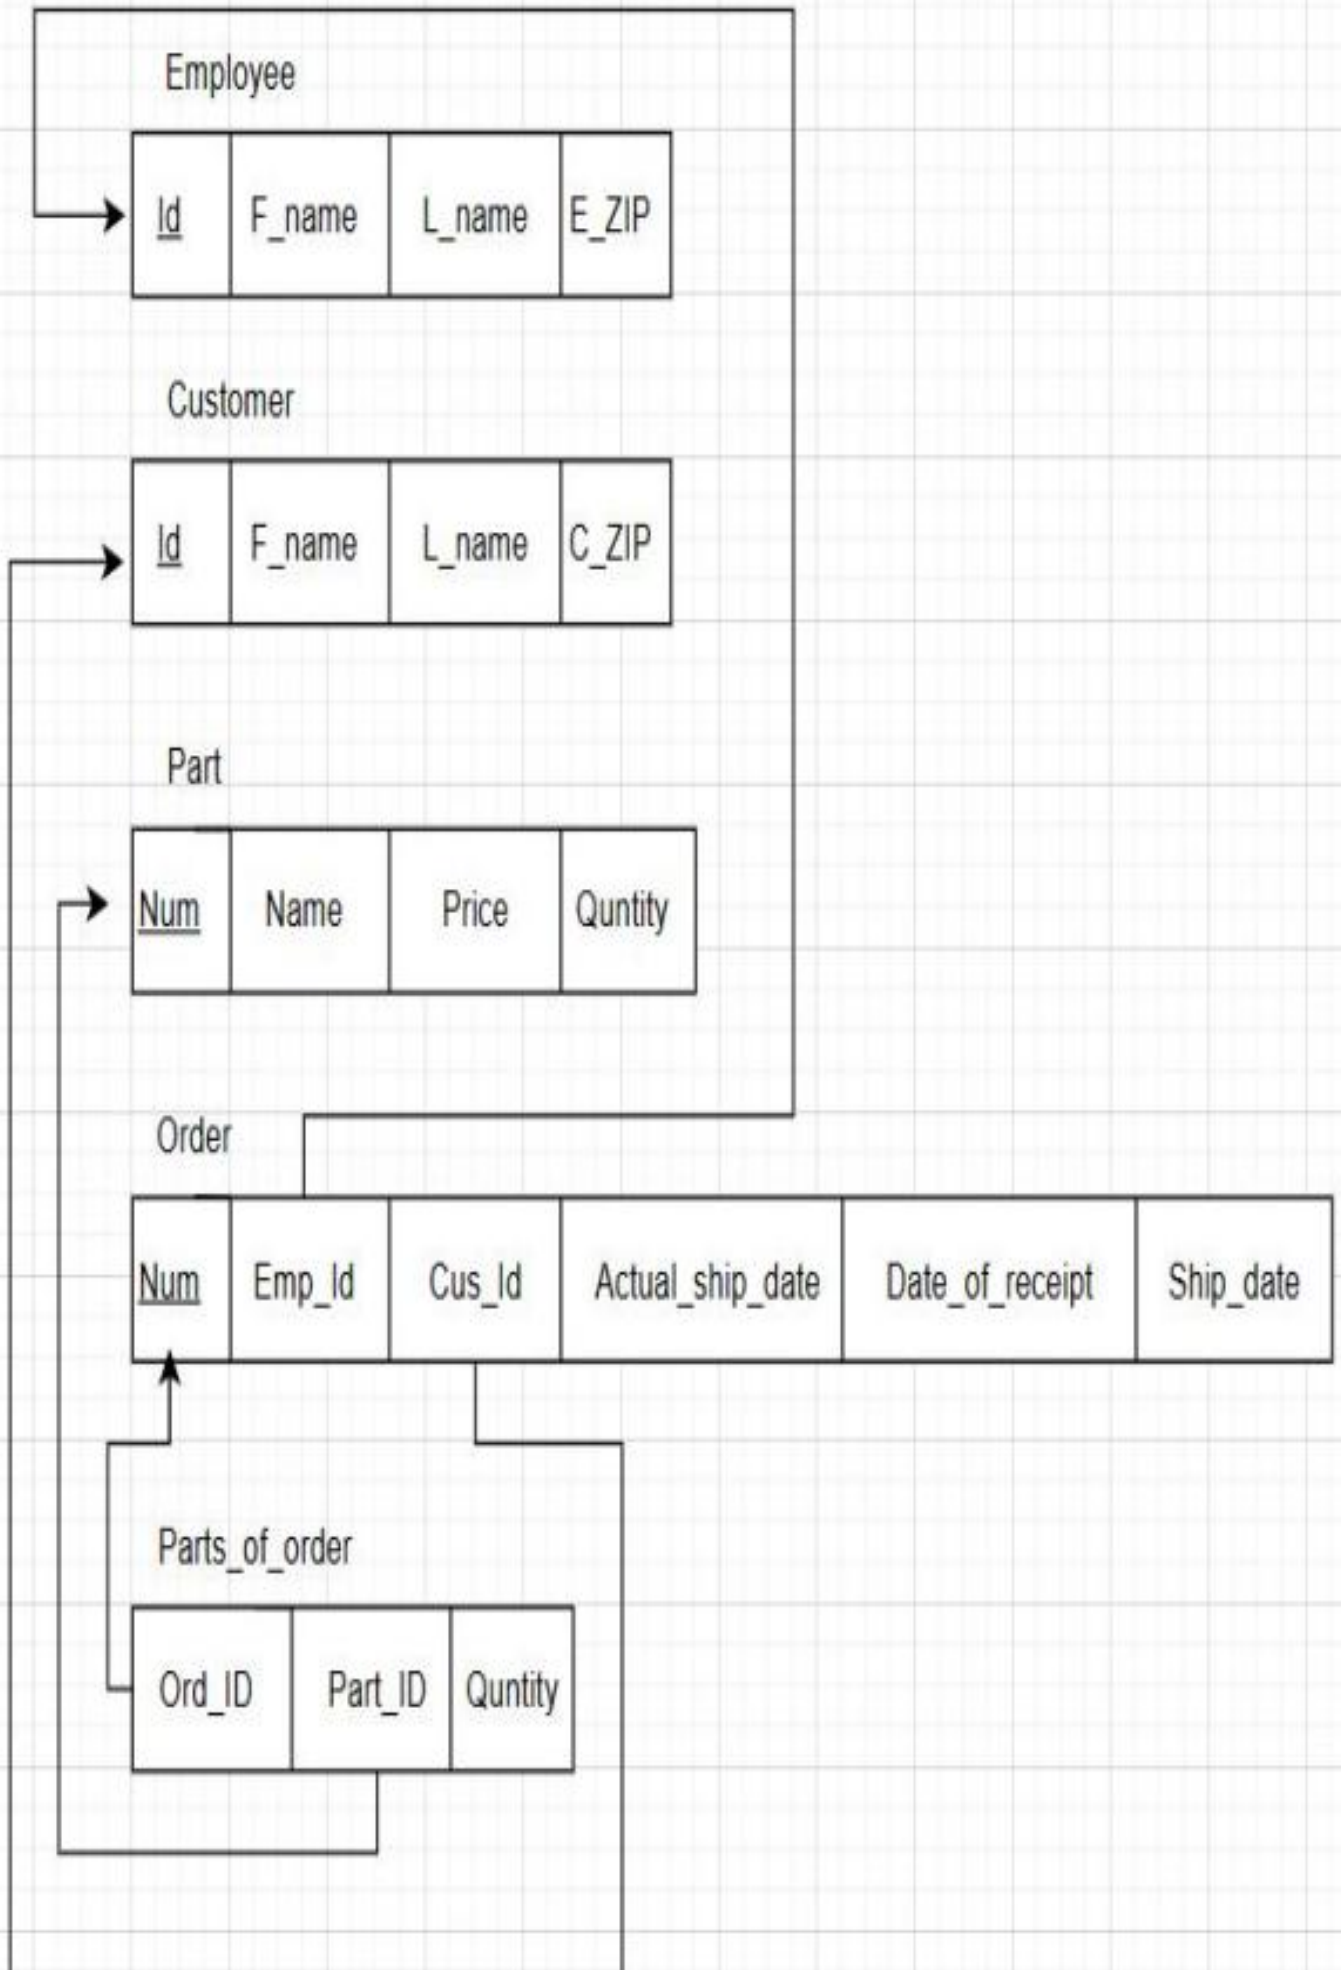 Employee
Id F_name L_name E_ZIP
Customer
Id F_name L_name C_ZIP
Part
Num Name Price Quntity
Order
Num Emp_Id Cus_Id Actual_ship_date Date_of_receipt Ship_date
Parts_of_order
Ord_ID Part_ID Quntity